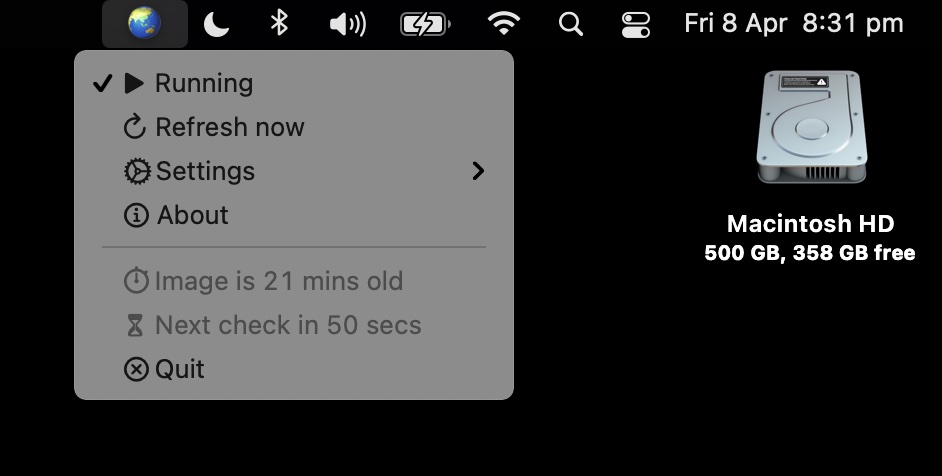 Fri 8 Apr 8:31 pm
Running
Refresh now
Settings
About
Image is 21 mins old
Next check in 50 secs
Quit
Macintosh HD
500 GB, 358 GB free